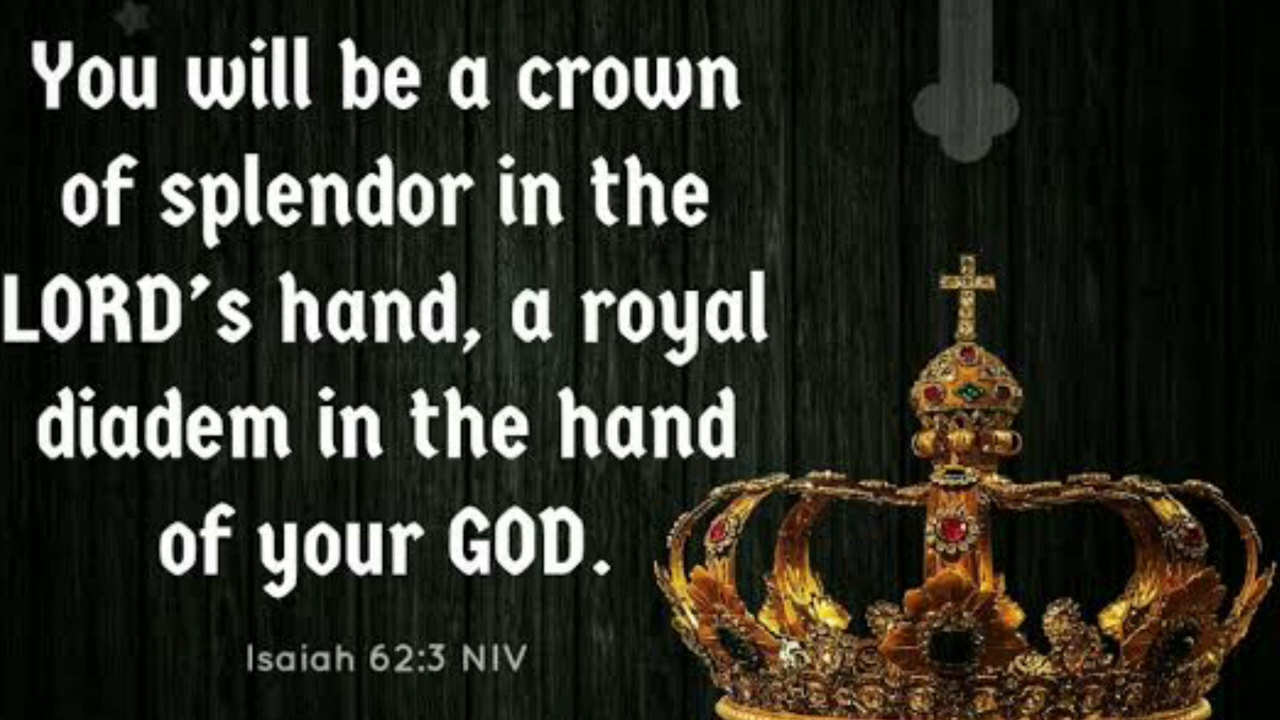 You will be a crown
of splendor in the
LORD's hand, a royal
diadem in the hand
of your GOD.
Isaiah 62:3 NIV